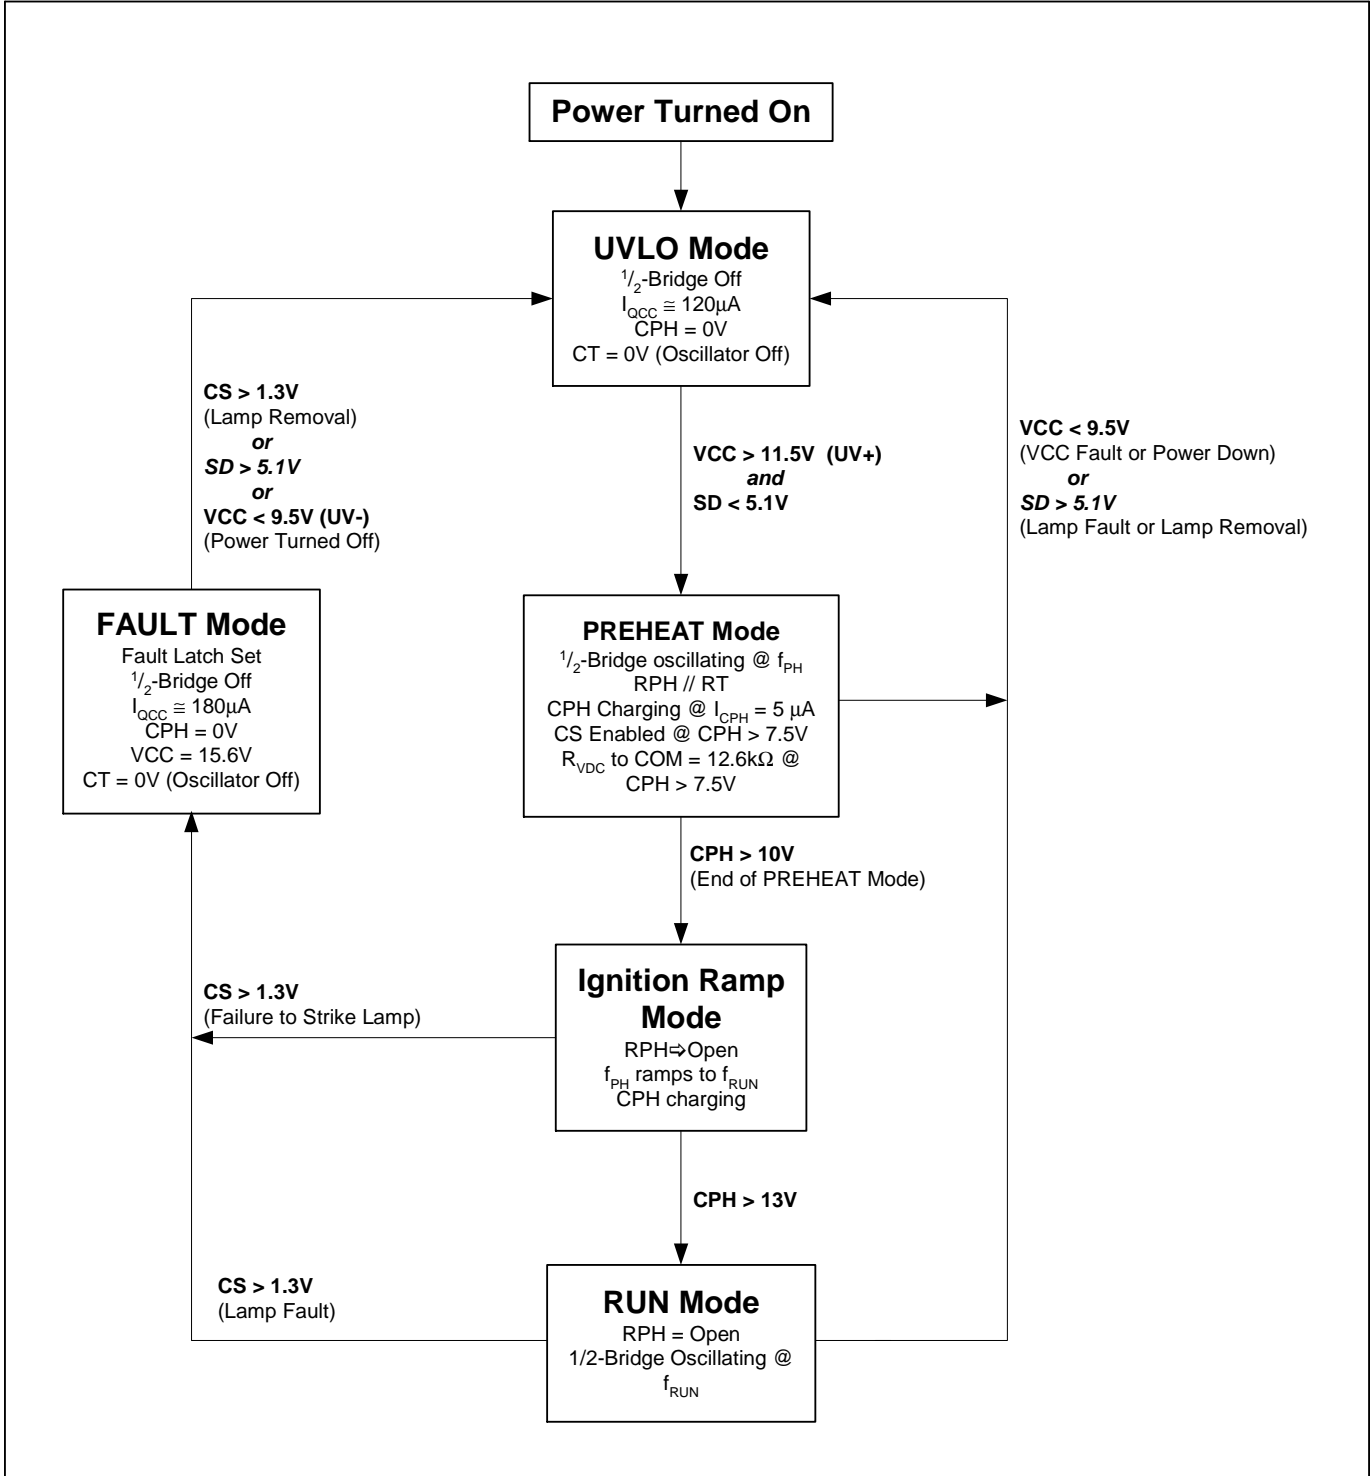 Power Turned On
UVLO Mode
1/2-Bridge Off
IQCC ≅ 120μA
CPH = 0V
CT = 0V (Oscillator Off)
CS > 1.3V
(Lamp Removal)
or
SD > 5.1V
or
VCC < 9.5V (UV-)
(Power Turned Off)
VCC > 11.5V (UV+)
and
SD < 5.1V
VCC < 9.5V
(VCC Fault or Power Down)
or
SD > 5.1V
(Lamp Fault or Lamp Removal)
FAULT Mode
Fault Latch Set
1/2-Bridge Off
IQCC ≅ 180μA
CPH = 0V
VCC = 15.6V
CT = 0V (Oscillator Off)
PREHEAT Mode
1/2-Bridge oscillating @ fPH
RPH // RT
CPH Charging @ ICPH = 5 μA
CS Enabled @ CPH > 7.5V
RVDC to COM = 12.6kΩ @
CPH > 7.5V
CPH > 10V
(End of PREHEAT Mode)
Ignition Ramp
Mode
RPH⇨Open
fPH ramps to fRUN
CPH charging
CS > 1.3V
(Failure to Strike Lamp)
CPH > 13V
CS > 1.3V
(Lamp Fault)
RUN Mode
RPH = Open
1/2-Bridge Oscillating @
fRUN